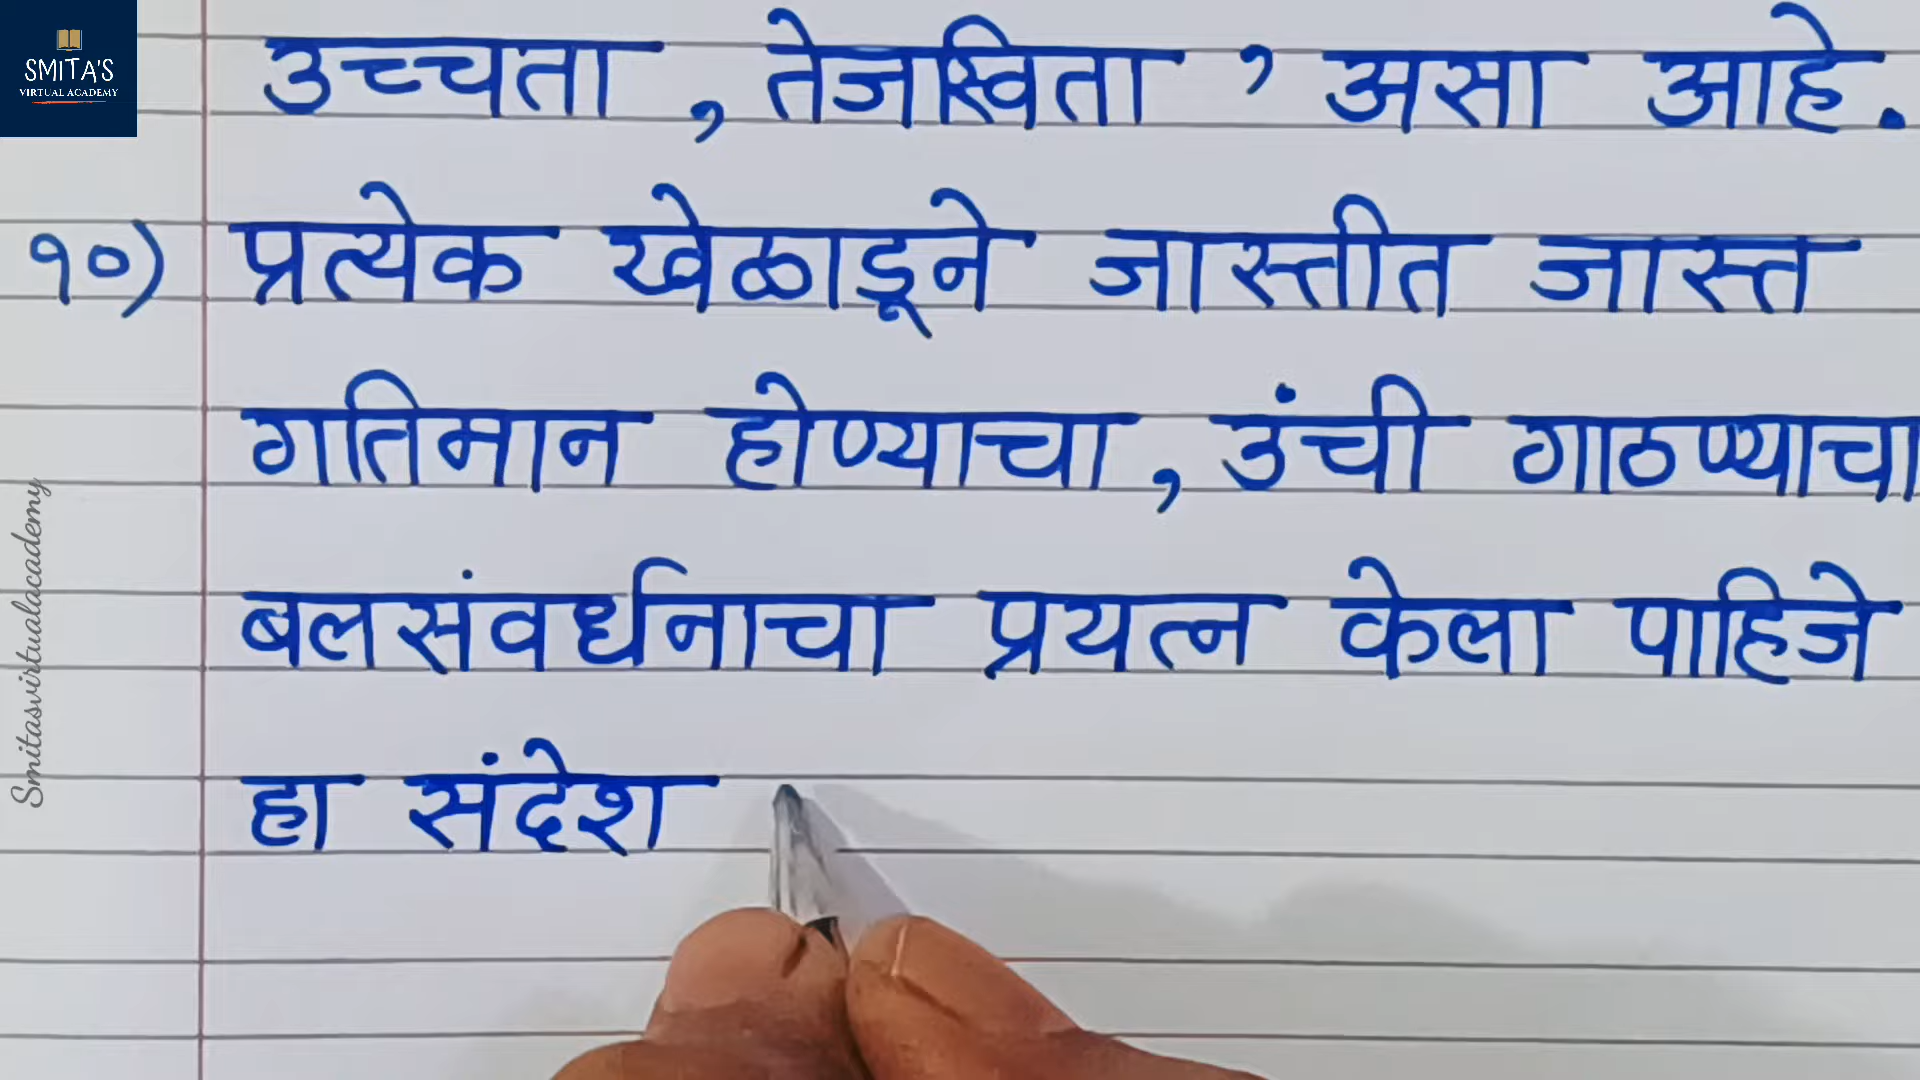 SMITA'S
VIRTUAL ACADEMY
उच्चता, तेजस्विता ’ असा आहे.
१०) प्रत्येक खेळाडूने जास्तीत जास्त
गतिमान होण्याचा, उंची गाठण्याचा
बलसंवर्धनाचा प्रयत्न केला पाहिजे
हा संदेश
Smitasvirtualacademy